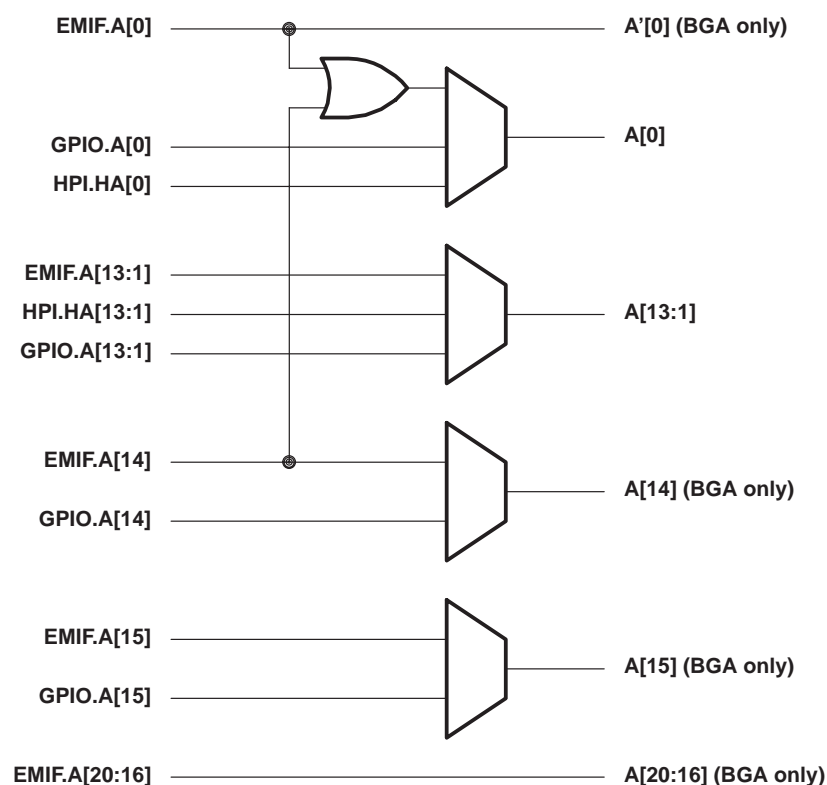 EMIF.A[0]
A'[0] (BGA only)
GPIO.A[0]
A[0]
HPI.HA[0]
EMIF.A[13:1]
HPI.HA[13:1]
A[13:1]
GPIO.A[13:1]
EMIF.A[14]
A[14] (BGA only)
GPIO.A[14]
EMIF.A[15]
A[15] (BGA only)
GPIO.A[15]
EMIF.A[20:16]
A[20:16] (BGA only)